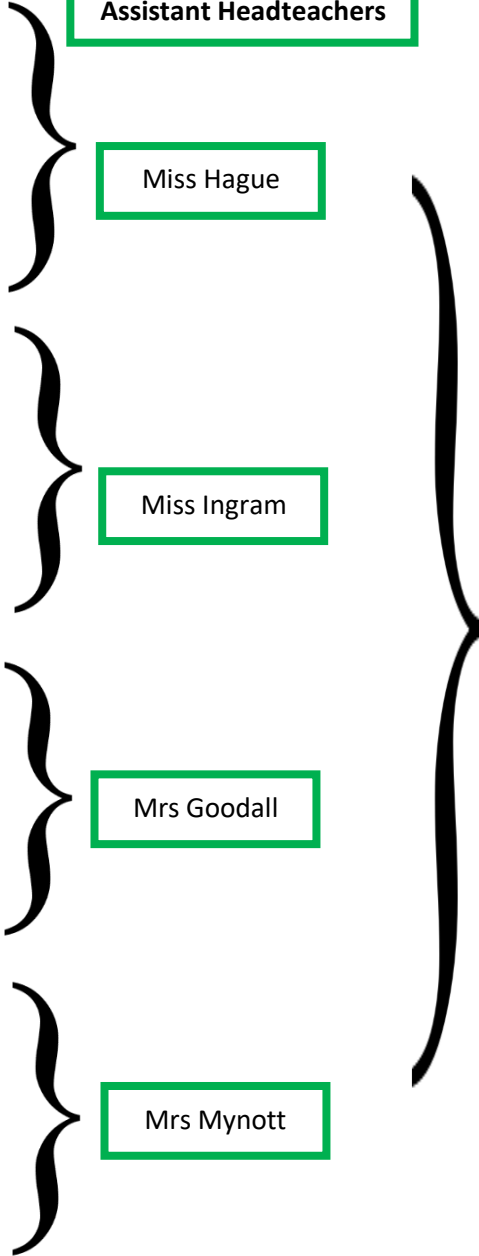 Assistant Headteachers
Miss Hague
Miss Ingram
Mrs Goodall
Mrs Mynott